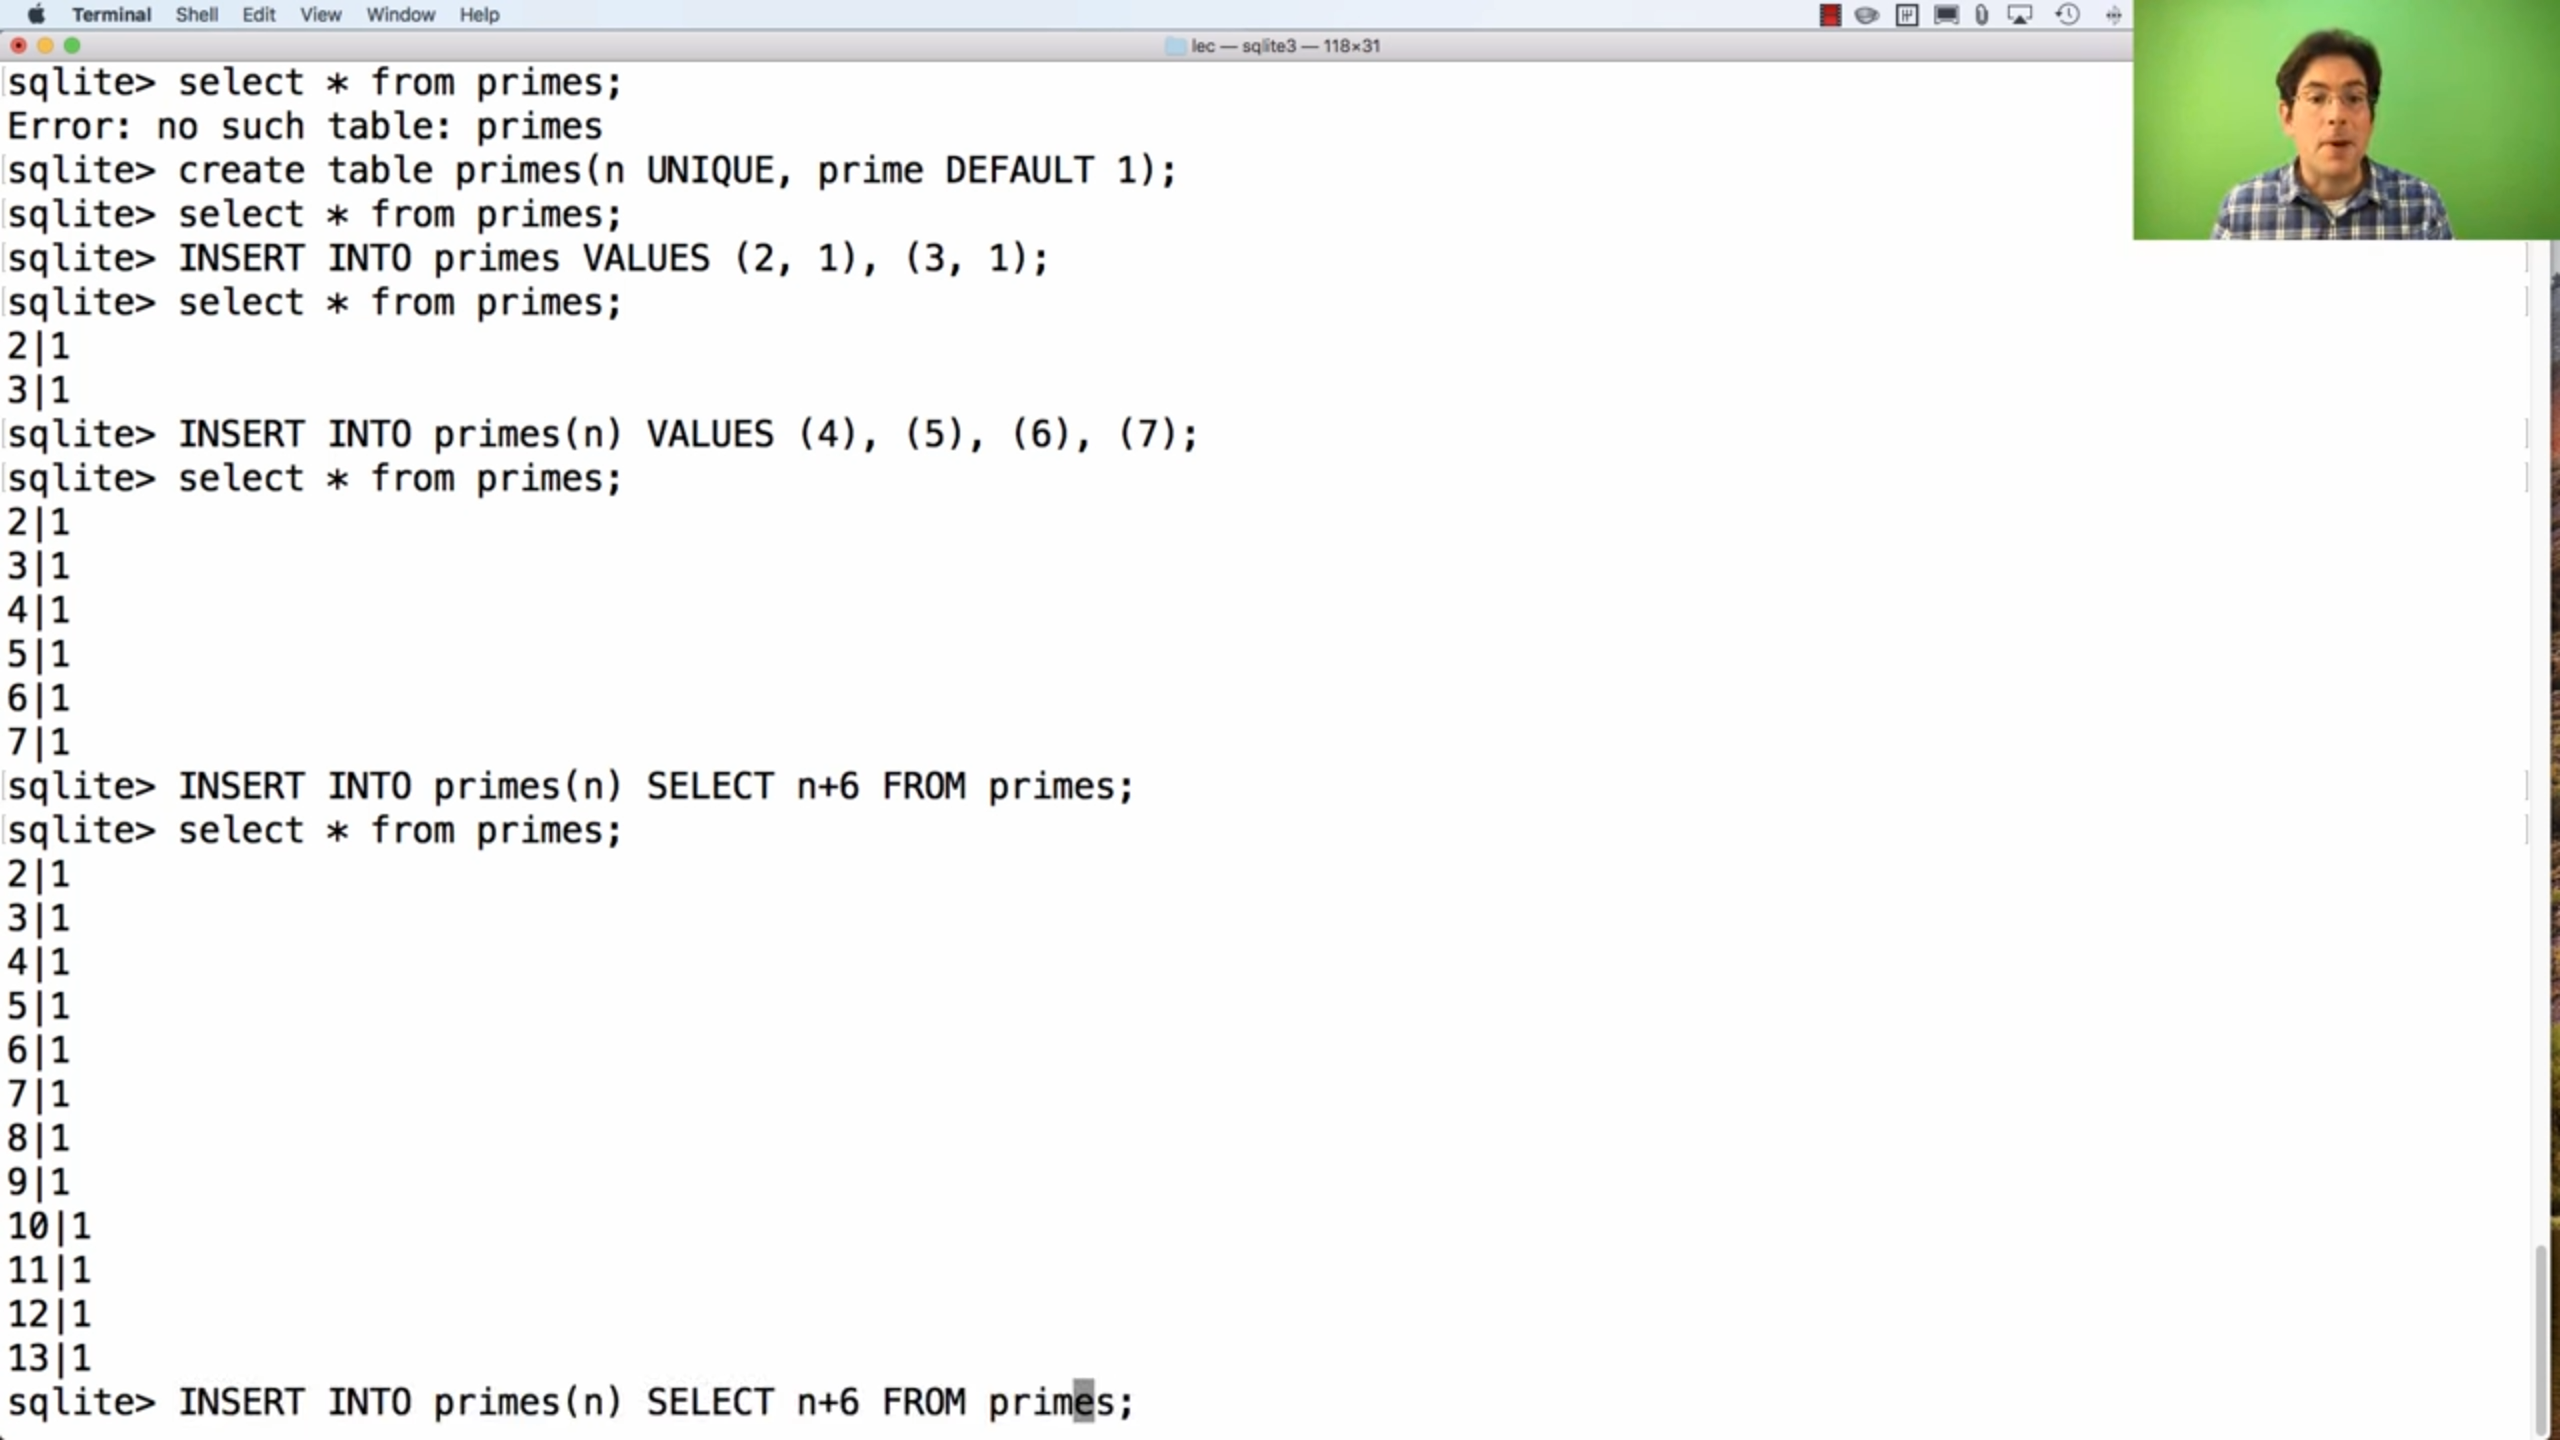 Terminal Shell Edit View Window Help
lec — sqlite3 — 118×31
sqlite> select * from primes;
Error: no such table: primes
sqlite> create table primes(n UNIQUE, prime DEFAULT 1);
sqlite> select * from primes;
sqlite> INSERT INTO primes VALUES (2, 1), (3, 1);
sqlite> select * from primes;
2|1
3|1
sqlite> INSERT INTO primes(n) VALUES (4), (5), (6), (7);
sqlite> select * from primes;
2|1
3|1
4|1
5|1
6|1
7|1
sqlite> INSERT INTO primes(n) SELECT n+6 FROM primes;
sqlite> select * from primes;
2|1
3|1
4|1
5|1
6|1
7|1
8|1
9|1
10|1
11|1
12|1
13|1
sqlite> INSERT INTO primes(n) SELECT n+6 FROM primes;